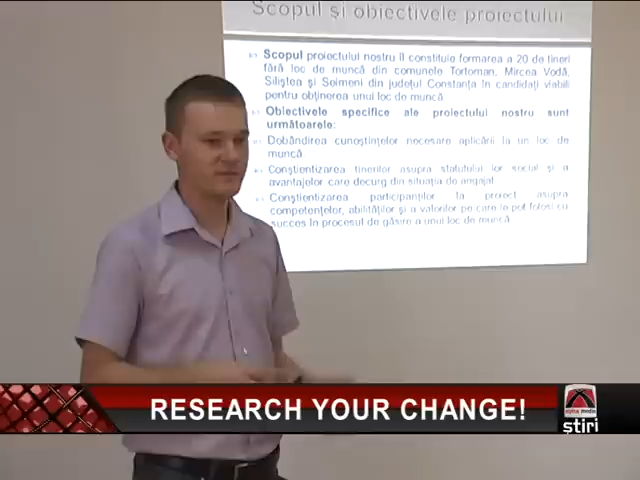 Scopul și obiectivele proiectului
Scopul proiectului nostru îl constituie formarea a 20 de tineri
fără loc de muncă din comunele Tortoman, Mircea Vodă,
Siliștea și Seimeni din județul Constanța în candidați viabili
pentru obținerea unui loc de muncă
Obiectivele specifice ale proiectului nostru sunt
următoarele:
Dobândirea cunoștințelor necesare aplicării la un loc de
muncă
Conștientizarea tinerilor asupra statutului lor social și a
avantajelor care decurg din situația de angajat
Conștientizarea participanților la proiect asupra
competențelor, abilităților și a valorilor pe care le pot folosi cu
succes în procesul de găsire a unui loc de muncă
RESEARCH YOUR CHANGE!
știri